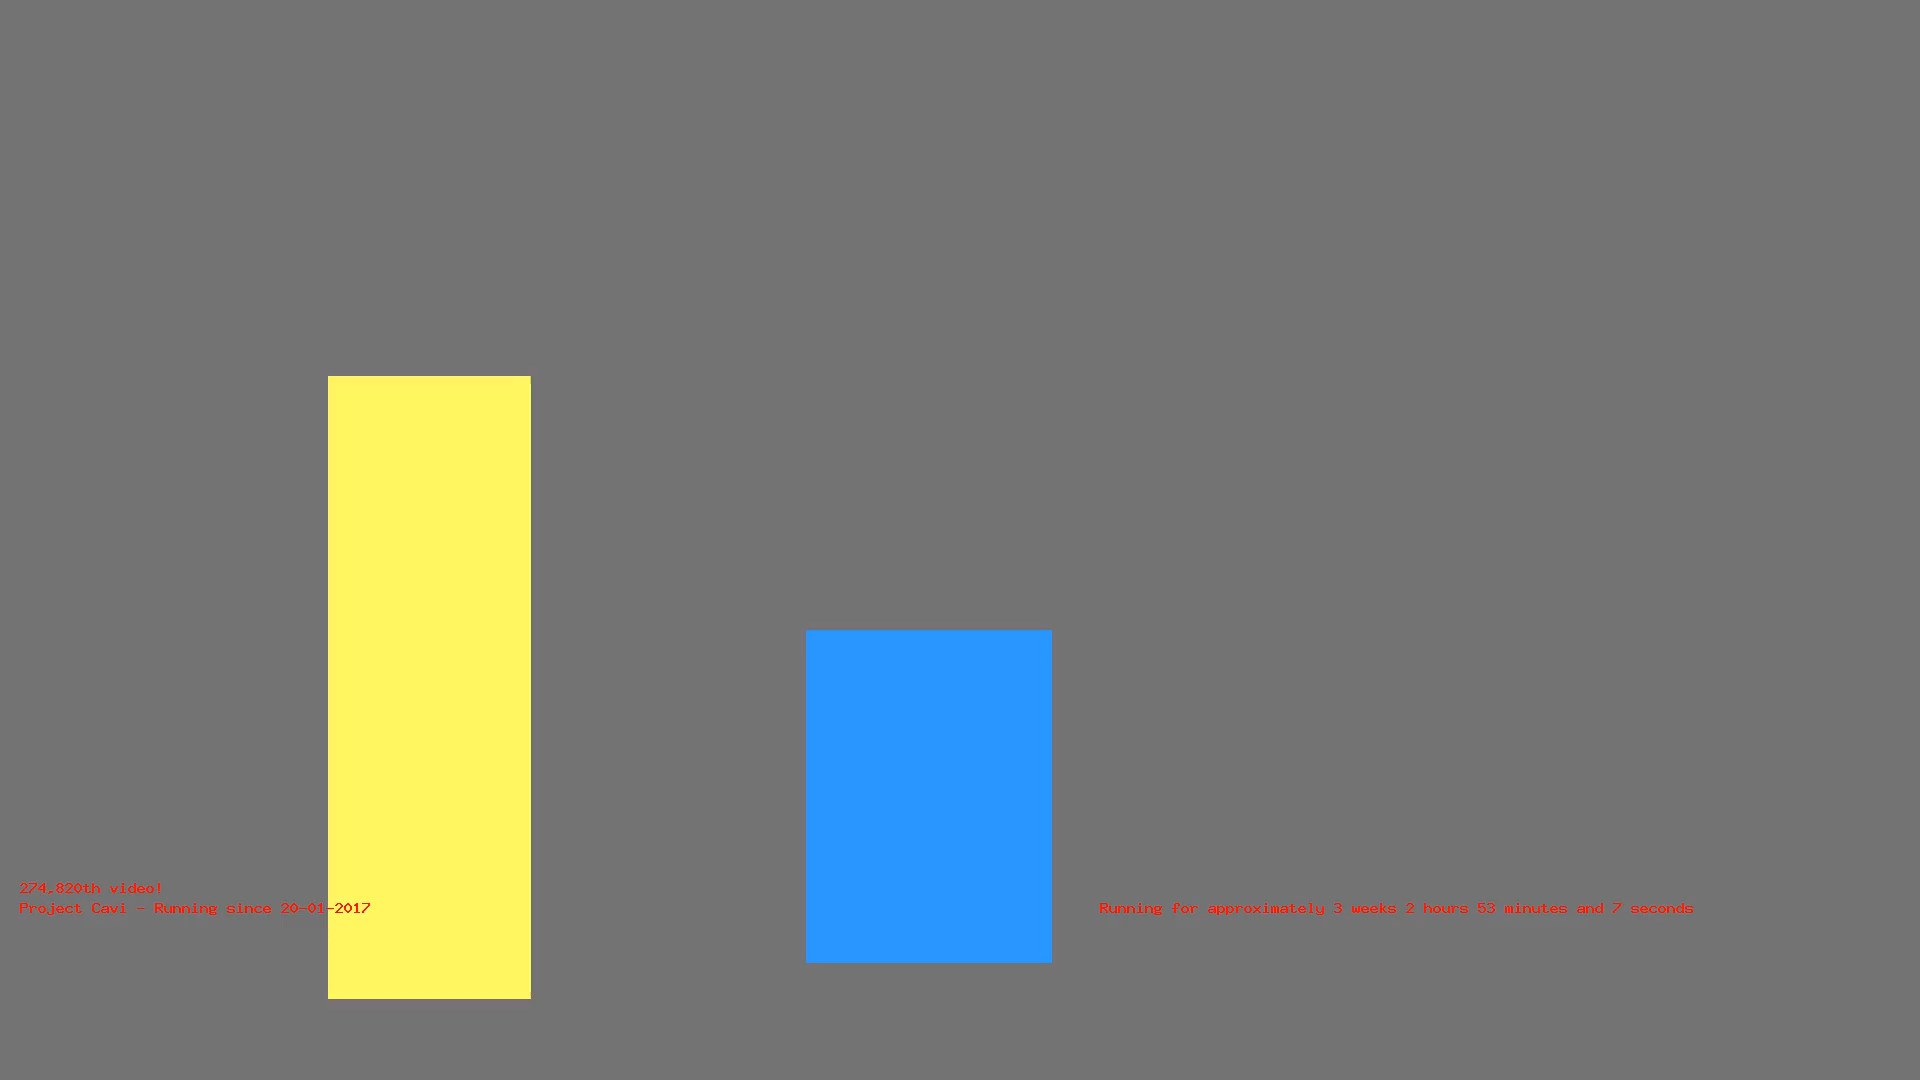 274.820th video!
Project Cavi - Running since 20-01-2017
Running for approximately 3 weeks 2 hours 53 minutes and 7 seconds